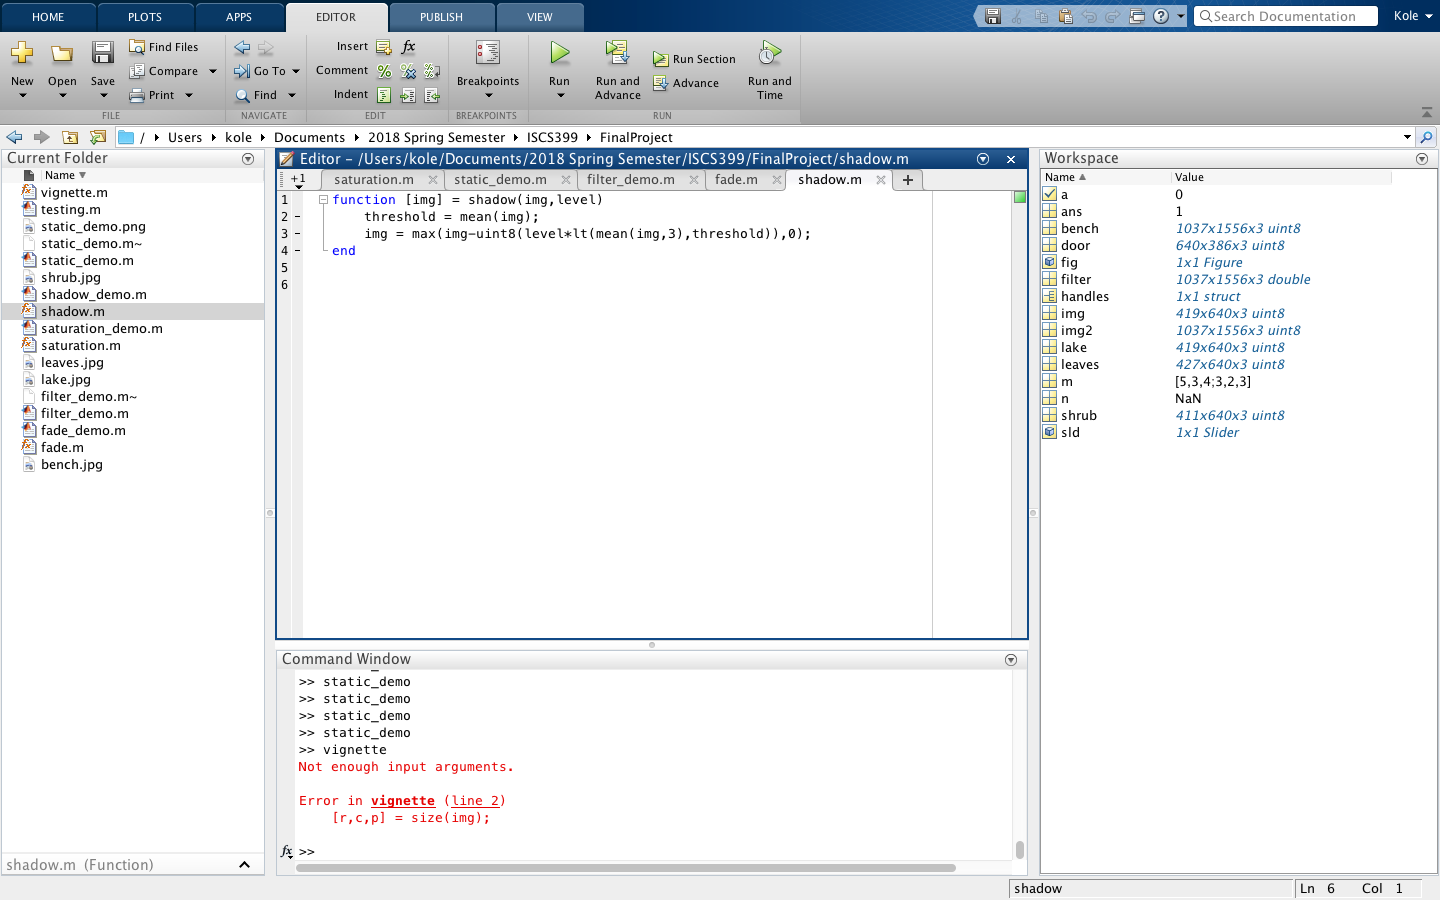 HOME PLOTS APPS EDITOR PUBLISH VIEW Search Documentation Kole
New Open Save Find Files Compare Print
Go To Find
Insert fx Comment Indent
Breakpoints
Run Run and Advance Run Section Advance Run and Time
FILE NAVIGATE EDIT BREAKPOINTS RUN
/ Users kole Documents 2018 Spring Semester ISCS399 FinalProject
Current Folder
Name
vignette.m
testing.m
static_demo.png
static_demo.m~
static_demo.m
shrub.jpg
shadow_demo.m
shadow.m
saturation_demo.m
saturation.m
leaves.jpg
lake.jpg
filter_demo.m~
filter_demo.m
fade_demo.m
fade.m
bench.jpg
shadow.m (Function)
Editor - /Users/kole/Documents/2018 Spring Semester/ISCS399/FinalProject/shadow.m
+1 saturation.m static_demo.m filter_demo.m fade.m shadow.m +
1 function [img] = shadow(img,level)
2 - threshold = mean(img);
3 - img = max(img-uint8(level*lt(mean(img,3),threshold)),0);
4 - end
5
6
Command Window
>> static_demo
>> static_demo
>> static_demo
>> static_demo
>> vignette
Not enough input arguments.
Error in vignette (line 2)
[r,c,p] = size(img);
fx >>
Workspace
Name Value
a 0
ans 1
bench 1037x1556x3 uint8
door 640x386x3 uint8
fig 1x1 Figure
filter 1037x1556x3 double
handles 1x1 struct
img 419x640x3 uint8
img2 1037x1556x3 uint8
lake 419x640x3 uint8
leaves 427x640x3 uint8
m [5,3,4;3,2,3]
n NaN
shrub 411x640x3 uint8
sld 1x1 Slider
shadow Ln 6 Col 1